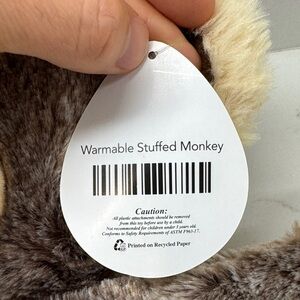 Warmable Stuffed Monkey
Caution:
All plastic attachments should be removed
from this toy before use by a child.
Not recommended for children under 3 years old.
Conforms to Safety Requirements of ASTM F963-17.
Printed on Recycled Paper